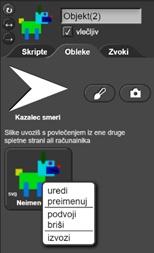 Objekt(2)
vlečljiv
Skripte
Obleke
Zvoki
Kazalec smeri
Slike uvoziš s povlečenjem iz ene druge
spletne strani ali računalnika
svg
Neimen
uredi
preimenuj
podvoji
briši
izvozi